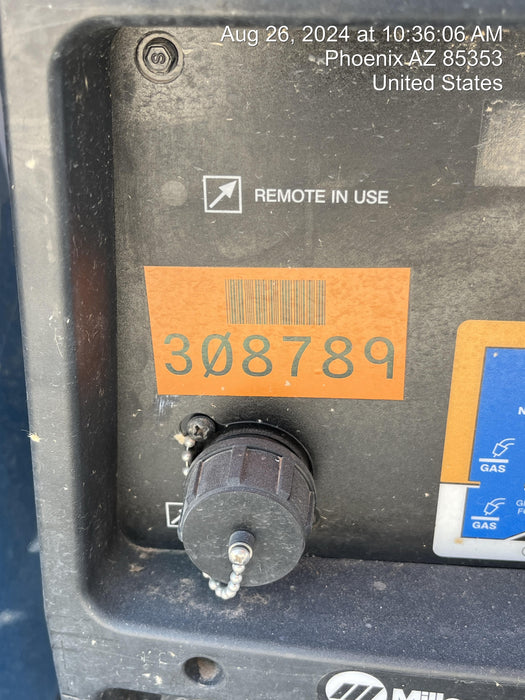 Aug 26, 2024 at 10:36:06 AM
Phoenix AZ 85353
United States
REMOTE IN USE
3Ø8789
GAS
GAS